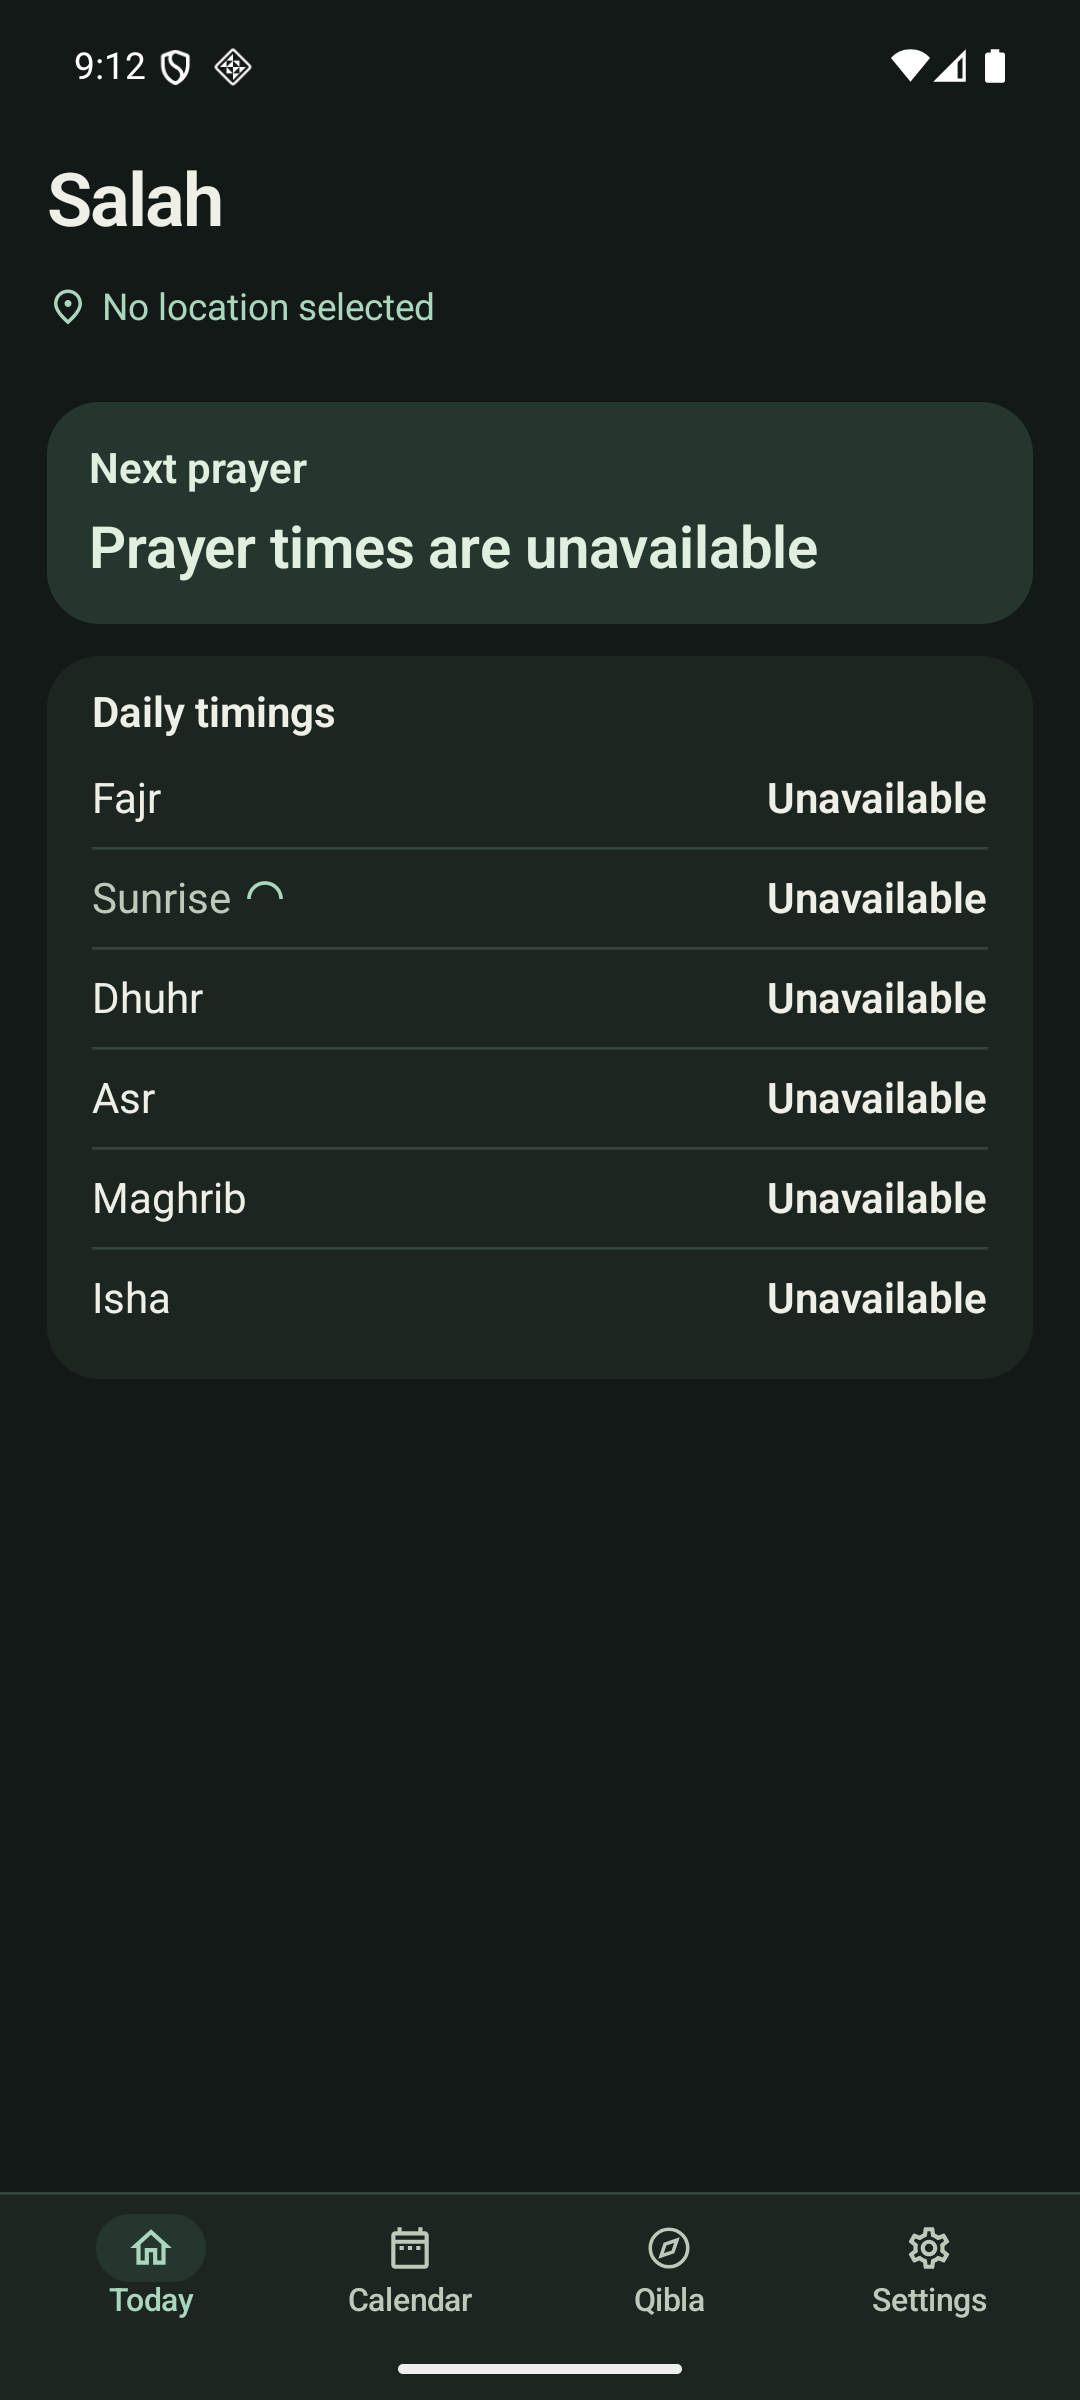 9:12
Salah
No location selected
Next prayer
Prayer times are unavailable
Daily timings
Fajr Unavailable
Sunrise Unavailable
Dhuhr Unavailable
Asr Unavailable
Maghrib Unavailable
Isha Unavailable
Today Calendar Qibla Settings